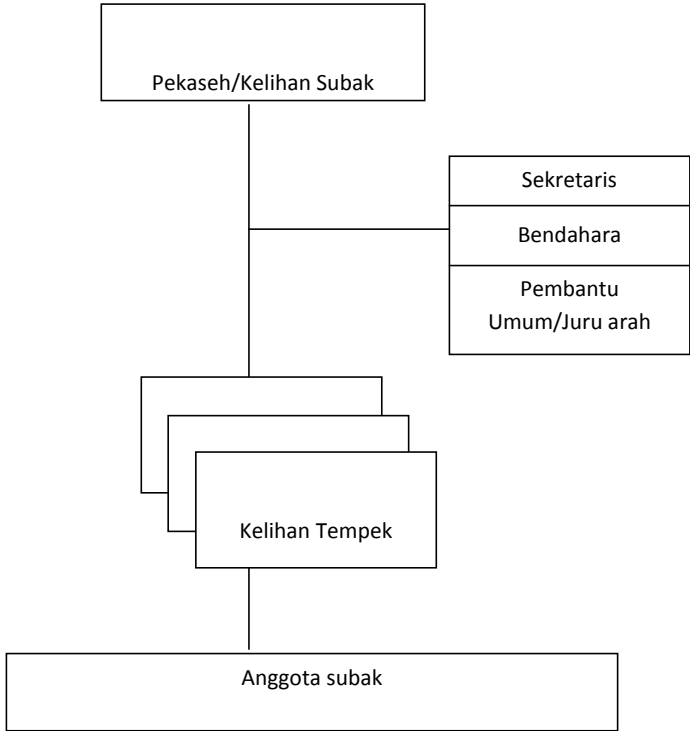 Pekaseh/Kelihan Subak
Sekretaris
Bendahara
Pembantu
Umum/Juru arah
Kelihan Tempek
Anggota subak